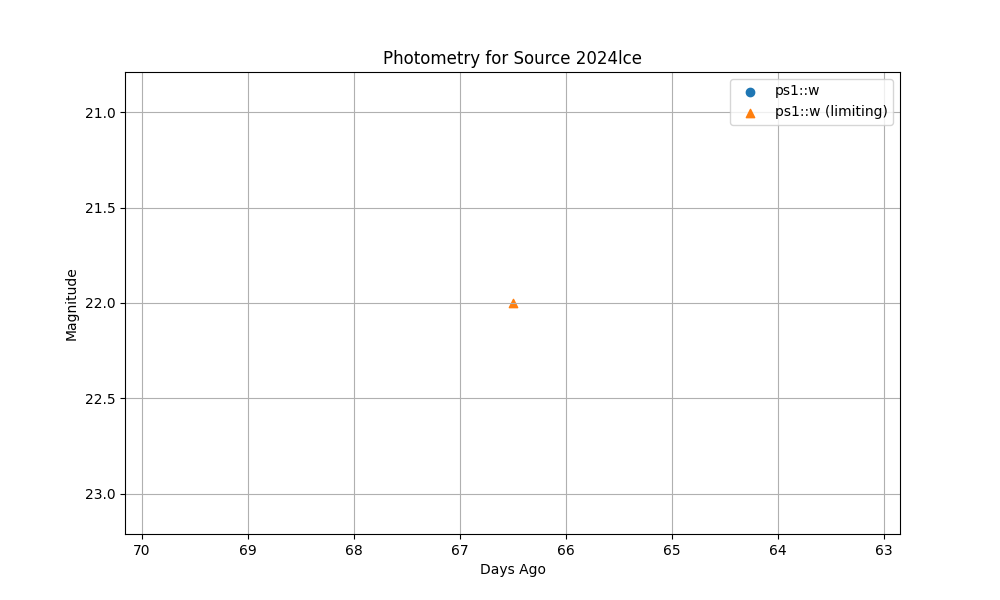 Photometry for Source 2024lce
ps1::w
ps1::w (limiting)
Magnitude
21.0
21.5
22.0
22.5
23.0
70 69 68 67 66 65 64 63
Days Ago